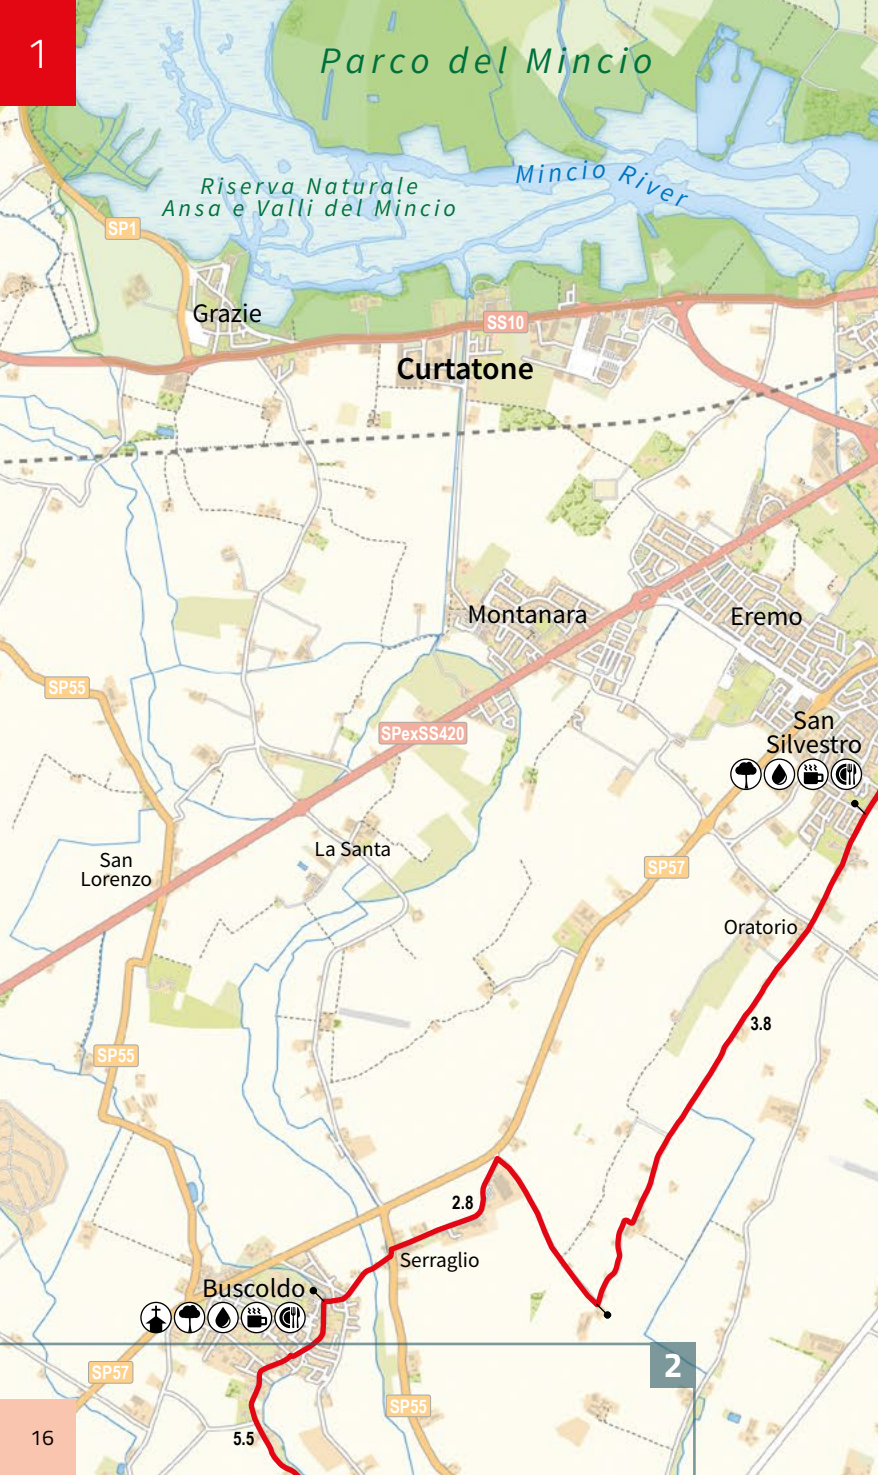 1
Parco del Mincio
Mincio River
Riserva Naturale
Ansa e Valli del Mincio
SP1
Grazie
SS10
Curtatone
Montanara
Eremo
SP55
San
Silvestro
SPexSS420
La Santa
San
Lorenzo
SP57
Oratorio
3.8
SP55
2.8
Serraglio
Buscoldo
2
SP57
SP55
16
5.5